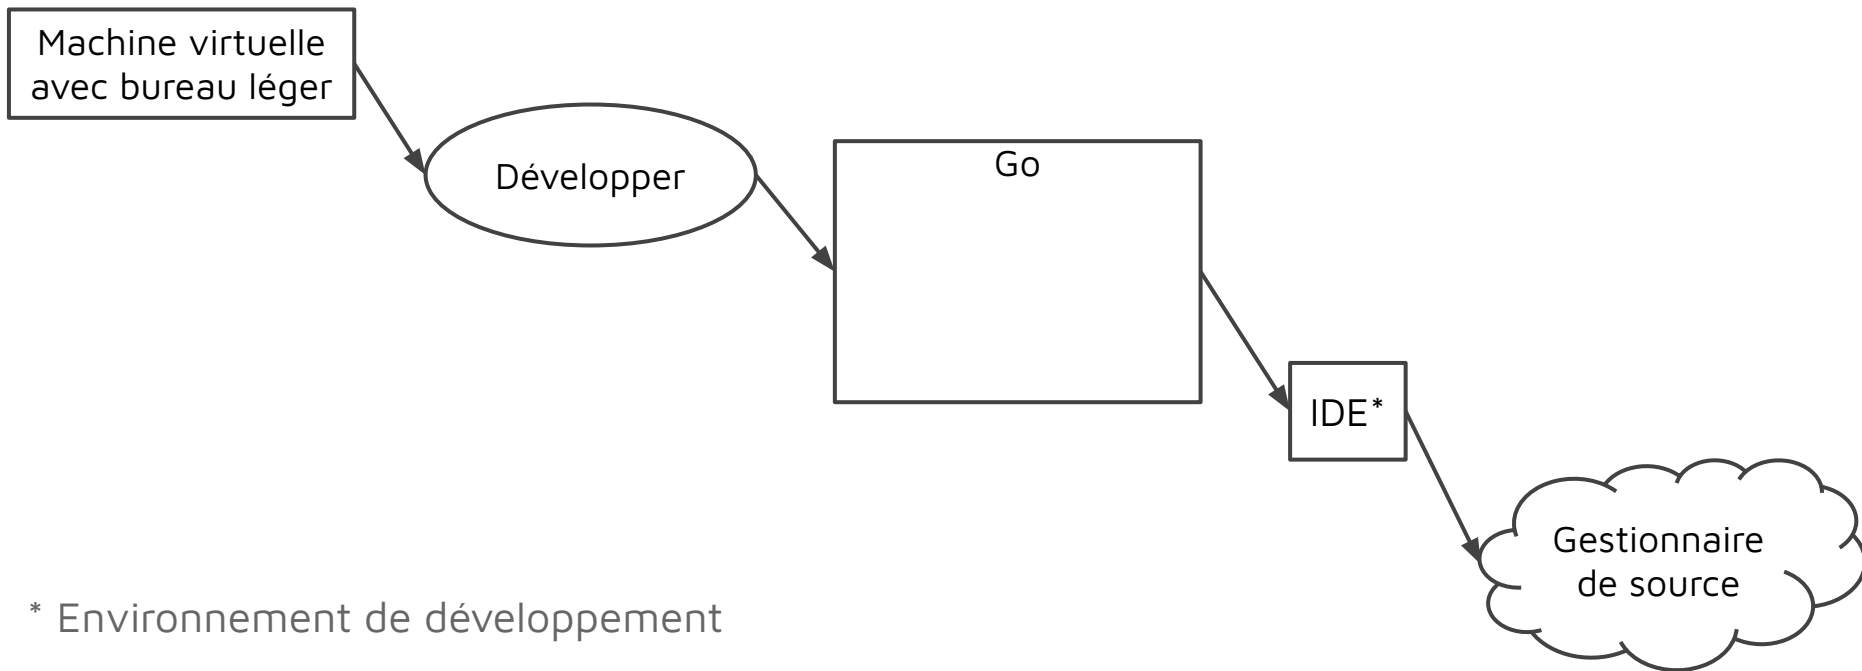 Machine virtuelle
avec bureau léger
Développer
Go
IDE*
Gestionnaire
de source
* Environnement de développement